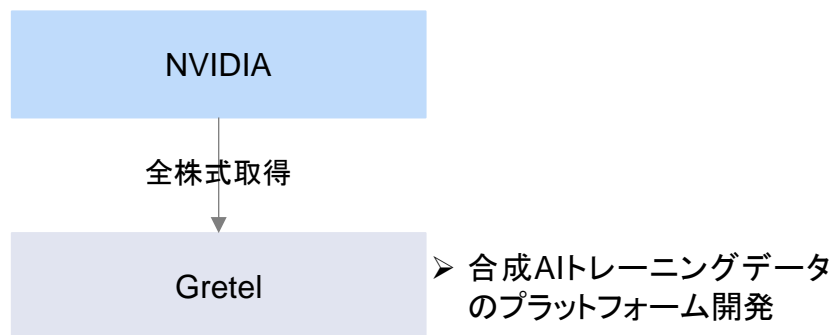 NVIDIA
全株式取得
Gretel
➢ 合成AIトレーニングデータ
のプラットフォーム開発